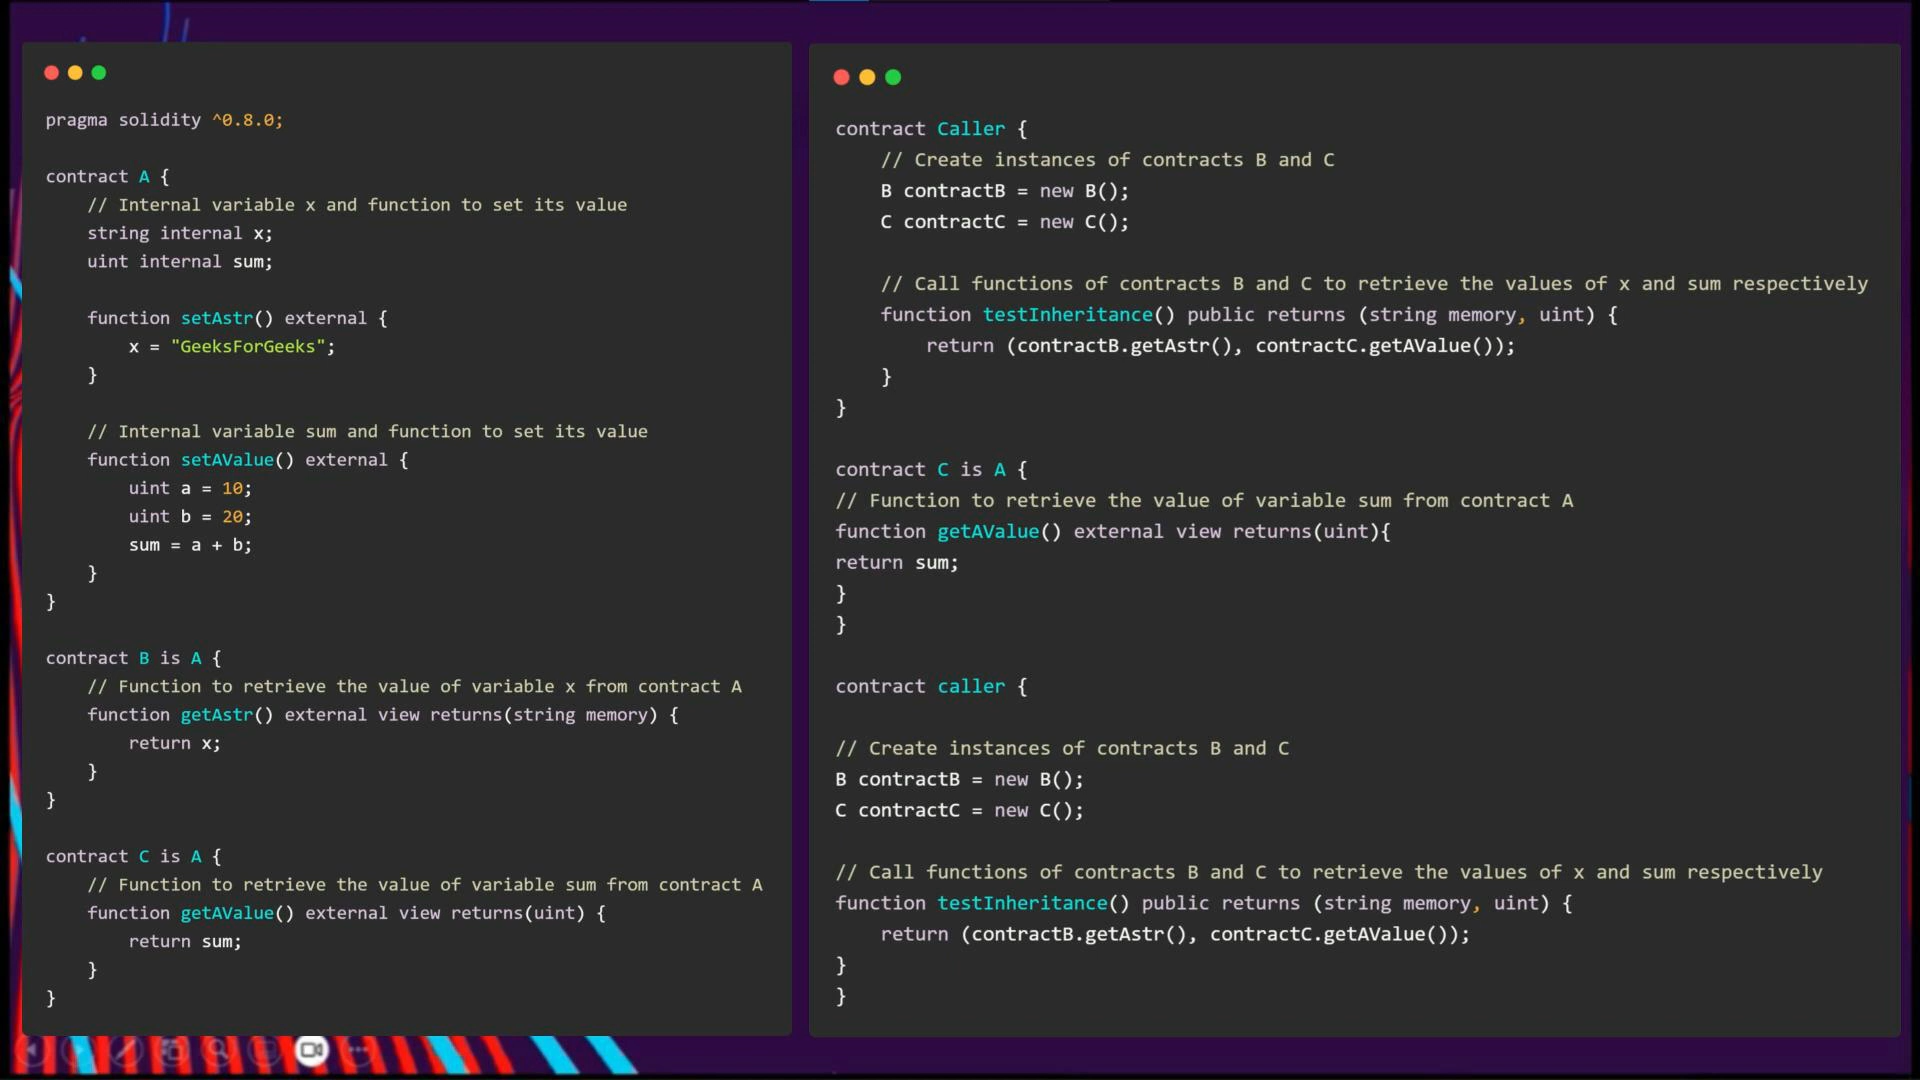 pragma solidity ^0.8.0;
contract A {
// Internal variable x and function to set its value
string internal x;
uint internal sum;
function setAstr() external {
x = "GeeksForGeeks";
}
// Internal variable sum and function to set its value
function setAValue() external {
uint a = 10;
uint b = 20;
sum = a + b;
}
}
contract B is A {
// Function to retrieve the value of variable x from contract A
function getAstr() external view returns(string memory) {
return x;
}
}
contract C is A {
// Function to retrieve the value of variable sum from contract A
function getAValue() external view returns(uint) {
return sum;
}
}
contract Caller {
// Create instances of contracts B and C
B contractB = new B();
C contractC = new C();
// Call functions of contracts B and C to retrieve the values of x and sum respectively
function testInheritance() public returns (string memory, uint) {
return (contractB.getAstr(), contractC.getAValue());
}
}
contract C is A {
// Function to retrieve the value of variable sum from contract A
function getAValue() external view returns(uint){
return sum;
}
}
contract caller {
// Create instances of contracts B and C
B contractB = new B();
C contractC = new C();
// Call functions of contracts B and C to retrieve the values of x and sum respectively
function testInheritance() public returns (string memory, uint) {
return (contractB.getAstr(), contractC.getAValue());
}
}